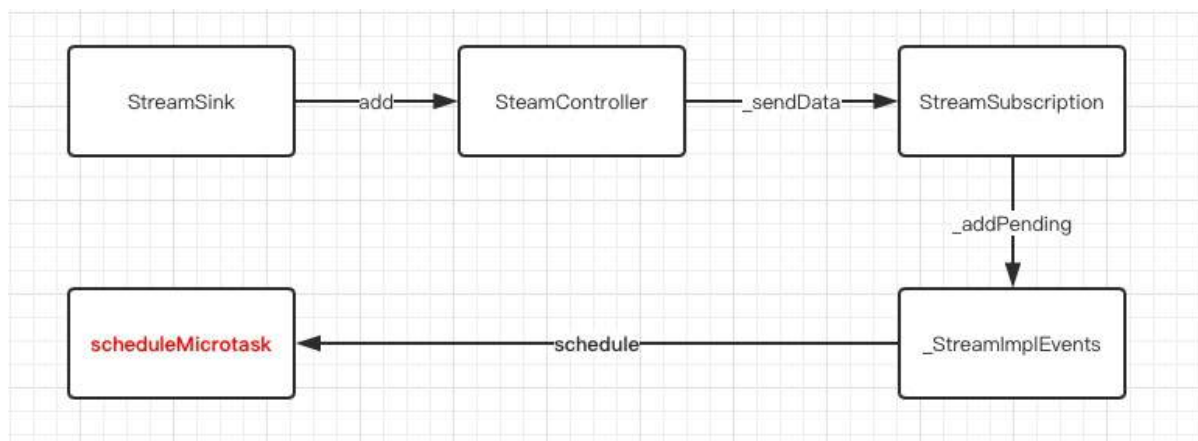 StreamSink
add
SteamController
_sendData
StreamSubscription
_addPending
_StreamImplEvents
schedule
scheduleMicrotask